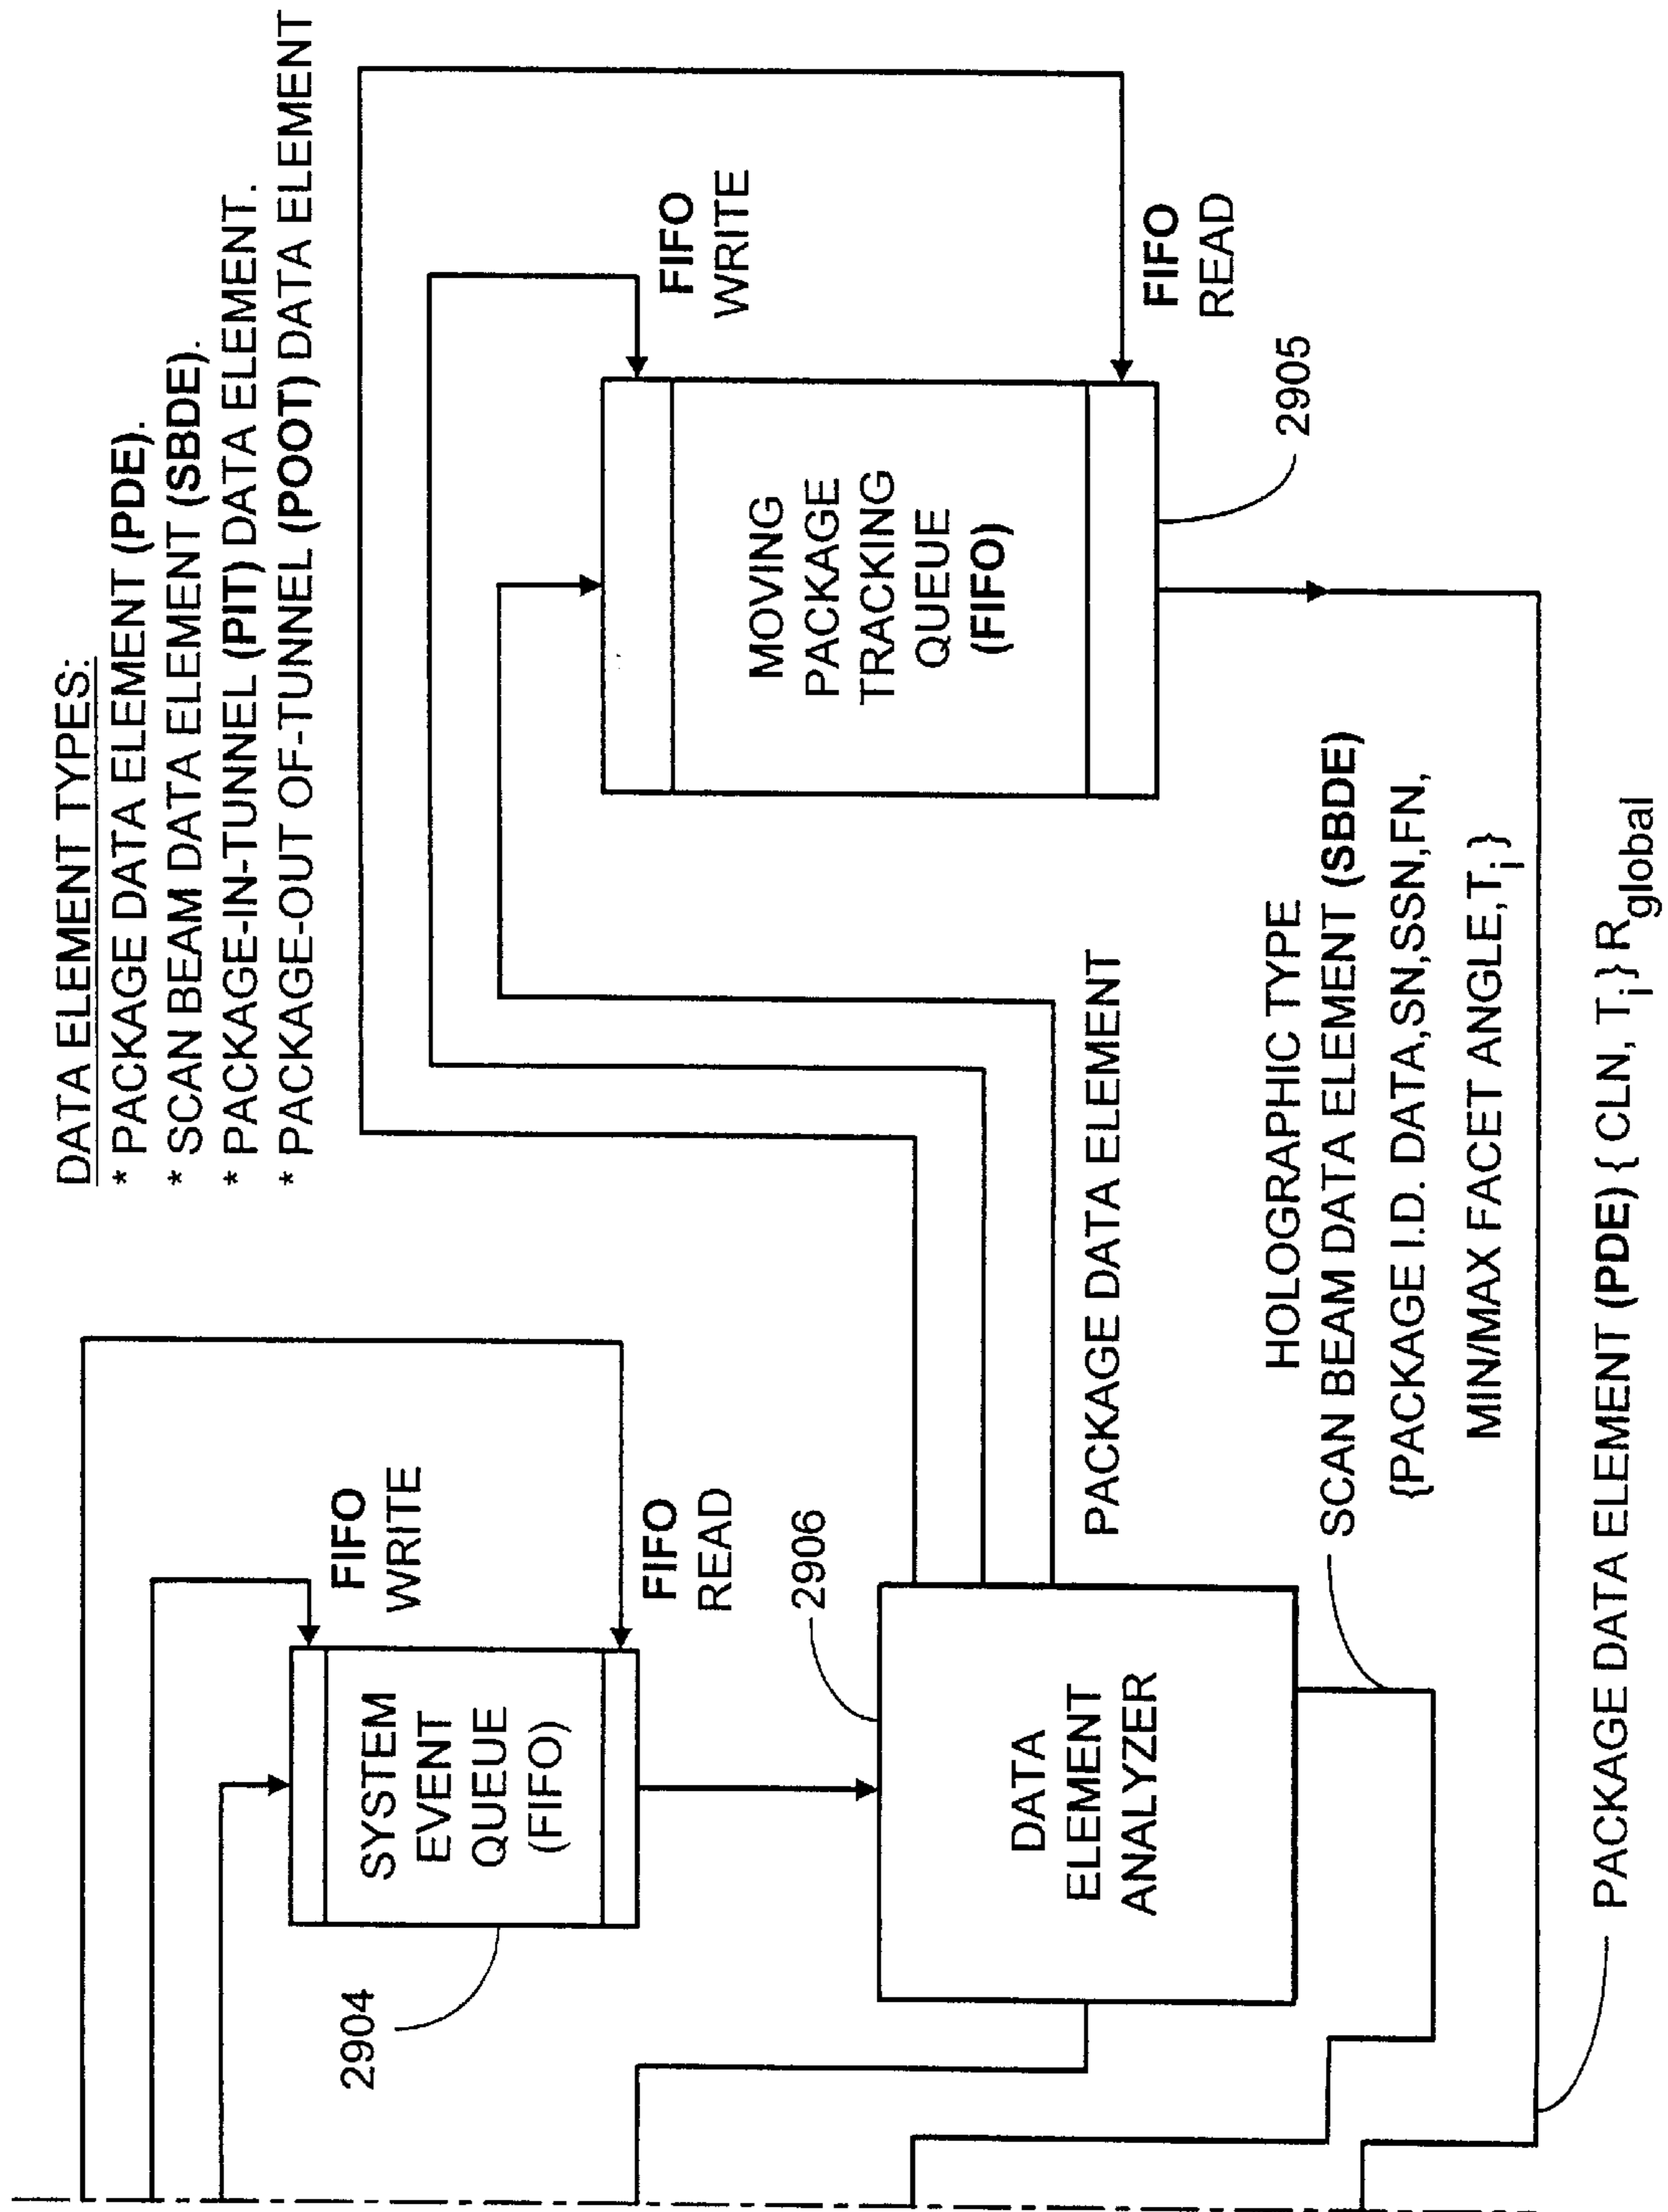 DATA ELEMENT TYPES:
* PACKAGE DATA ELEMENT (PDE).
* SCAN BEAM DATA ELEMENT (SBDE).
* PACKAGE-IN-TUNNEL (PIT) DATA ELEMENT.
* PACKAGE-OUT OF-TUNNEL (POOT) DATA ELEMENT
FIFO
WRITE
SYSTEM
EVENT
QUEUE
(FIFO)
FIFO
READ
2904
2906
DATA
ELEMENT
ANALYZER
FIFO
WRITE
MOVING
PACKAGE
TRACKING
QUEUE
(FIFO)
FIFO
READ
2905
PACKAGE DATA ELEMENT
HOLOGRAPHIC TYPE
SCAN BEAM DATA ELEMENT (SBDE)
{PACKAGE I.D. DATA,SN,SSN,FN,
MIN/MAX FACET ANGLE,Tj}
PACKAGE DATA ELEMENT (PDE) { CLN, Tj} Rglobal